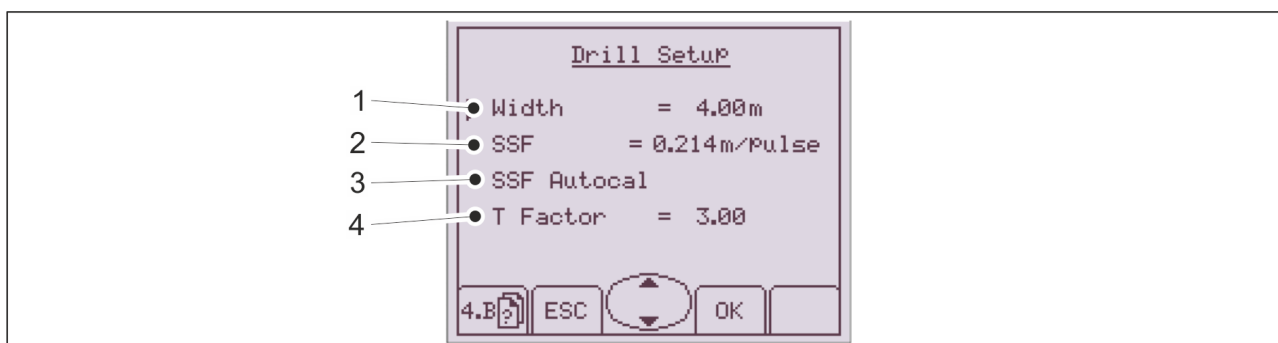 Drill Setup
1 Width = 4.00m
2 SSF = 0.214m/pulse
3 SSF Autocal
4 T Factor = 3.00
4.B ? ESC OK